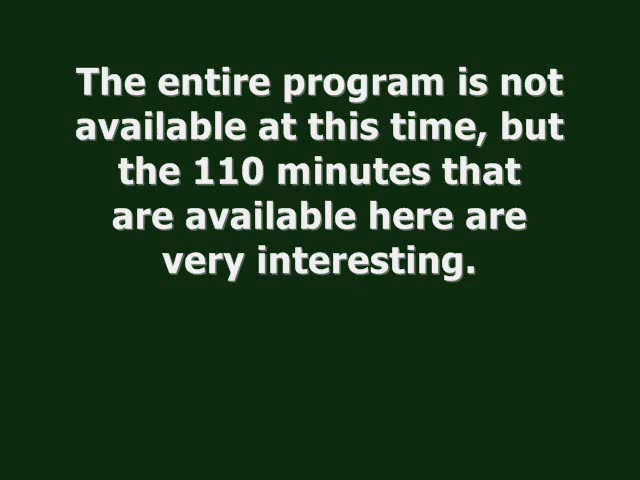 The entire program is not
available at this time, but
the 110 minutes that
are available here are
very interesting.